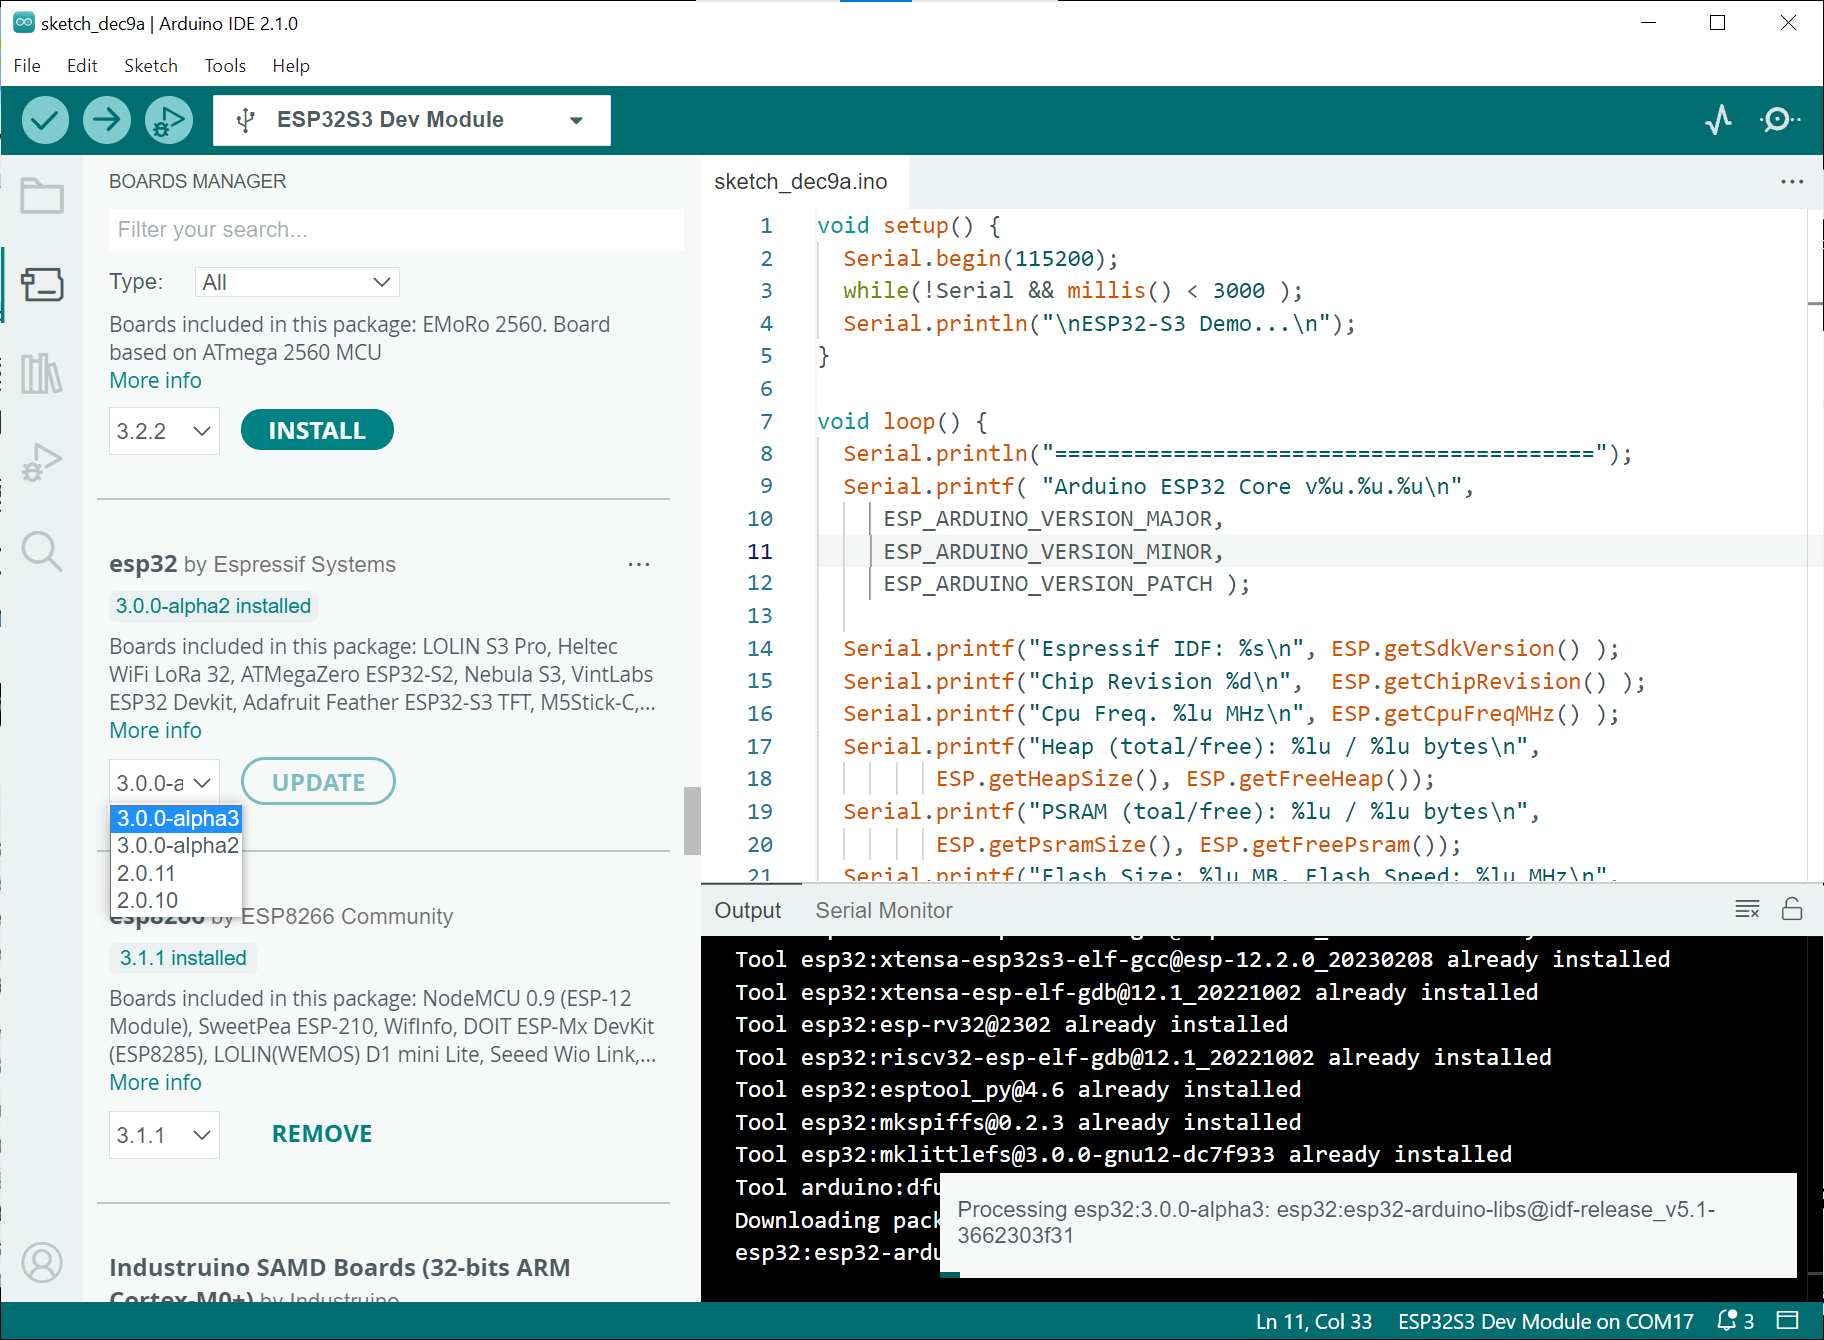 sketch_dec9a | Arduino IDE 2.1.0
File Edit Sketch Tools Help
ESP32S3 Dev Module
BOARDS MANAGER
Filter your search...
Type: All
Boards included in this package: EMoRo 2560. Board
based on ATmega 2560 MCU
More info
3.2.2 INSTALL
esp32 by Espressif Systems ...
3.0.0-alpha2 installed
Boards included in this package: LOLIN S3 Pro, Heltec
WiFi LoRa 32, ATMegaZero ESP32-S2, Nebula S3, VintLabs
ESP32 Devkit, Adafruit Feather ESP32-S3 TFT, M5Stick-C,...
More info
3.0.0-a UPDATE
3.0.0-alpha3
3.0.0-alpha2
2.0.11
2.0.10
esp8266 by ESP8266 Community
3.1.1 installed
Boards included in this package: NodeMCU 0.9 (ESP-12
Module), SweetPea ESP-210, WifInfo, DOIT ESP-Mx DevKit
(ESP8285), LOLIN(WEMOS) D1 mini Lite, Seeed Wio Link,...
More info
3.1.1 REMOVE
Industruino SAMD Boards (32-bits ARM
Cortex-M0+) by Industruino
sketch_dec9a.ino ...
1 void setup() {
2 Serial.begin(115200);
3 while(!Serial && millis() < 3000 );
4 Serial.println("\nESP32-S3 Demo...\n");
5 }
6
7 void loop() {
8 Serial.println("=========================================");
9 Serial.printf( "Arduino ESP32 Core v%u.%u.%u\n",
10 ESP_ARDUINO_VERSION_MAJOR,
11 ESP_ARDUINO_VERSION_MINOR,
12 ESP_ARDUINO_VERSION_PATCH );
13
14 Serial.printf("Espressif IDF: %s\n", ESP.getSdkVersion() );
15 Serial.printf("Chip Revision %d\n", ESP.getChipRevision() );
16 Serial.printf("Cpu Freq. %lu MHz\n", ESP.getCpuFreqMHz() );
17 Serial.printf("Heap (total/free): %lu / %lu bytes\n",
18 ESP.getHeapSize(), ESP.getFreeHeap());
19 Serial.printf("PSRAM (toal/free): %lu / %lu bytes\n",
20 ESP.getPsramSize(), ESP.getFreePsram());
21 Serial.printf("Flash Size: %lu MB, Flash Speed: %lu MHz\n",
Output Serial Monitor
Tool esp32:xtensa-esp32s3-elf-gcc@esp-12.2.0_20230208 already installed
Tool esp32:xtensa-esp-elf-gdb@12.1_20221002 already installed
Tool esp32:esp-rv32@2302 already installed
Tool esp32:riscv32-esp-elf-gdb@12.1_20221002 already installed
Tool esp32:esptool_py@4.6 already installed
Tool esp32:mkspiffs@0.2.3 already installed
Tool esp32:mklittlefs@3.0.0-gnu12-dc7f933 already installed
Tool arduino:dfu
Downloading pack
esp32:esp32-ardu
Processing esp32:3.0.0-alpha3: esp32:esp32-arduino-libs@idf-release_v5.1-
3662303f31
Ln 11, Col 33 ESP32S3 Dev Module on COM17 3